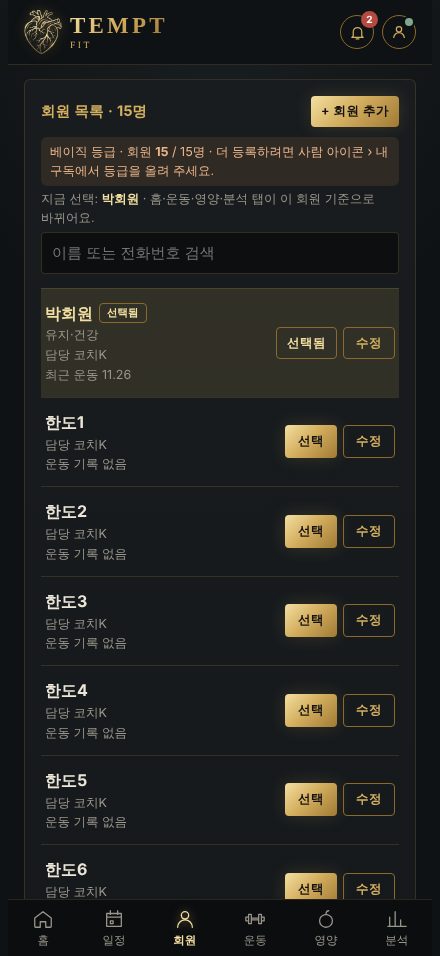 TEMPT
FIT
2
회원 목록 · 15명
+ 회원 추가
베이직 등급 · 회원 15 / 15명 · 더 등록하려면 사람 아이콘 › 내
구독에서 등급을 올려 주세요.
지금 선택: 박회원 · 홈·운동·영양·분석 탭이 이 회원 기준으로
바뀌어요.
이름 또는 전화번호 검색
박회원 선택됨
유지·건강
담당 코치K
최근 운동 11.26
선택됨 수정
한도1
담당 코치K
운동 기록 없음
선택 수정
한도2
담당 코치K
운동 기록 없음
선택 수정
한도3
담당 코치K
운동 기록 없음
선택 수정
한도4
담당 코치K
운동 기록 없음
선택 수정
한도5
담당 코치K
운동 기록 없음
선택 수정
한도6
담당 코치K
선택 수정
홈 일정 회원 운동 영양 분석